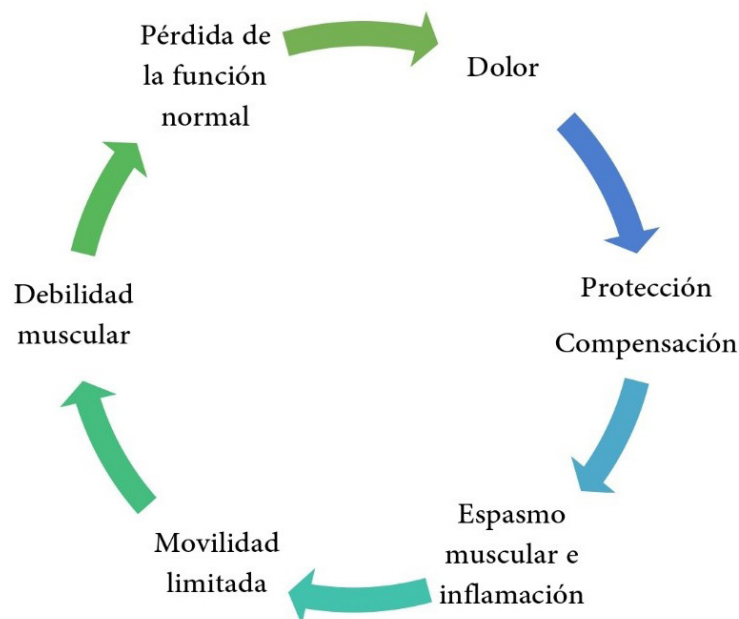 Pérdida de
la función
normal
Dolor
Protección
Compensación
Espasmo
muscular e
inflamación
Movilidad
limitada
Debilidad
muscular